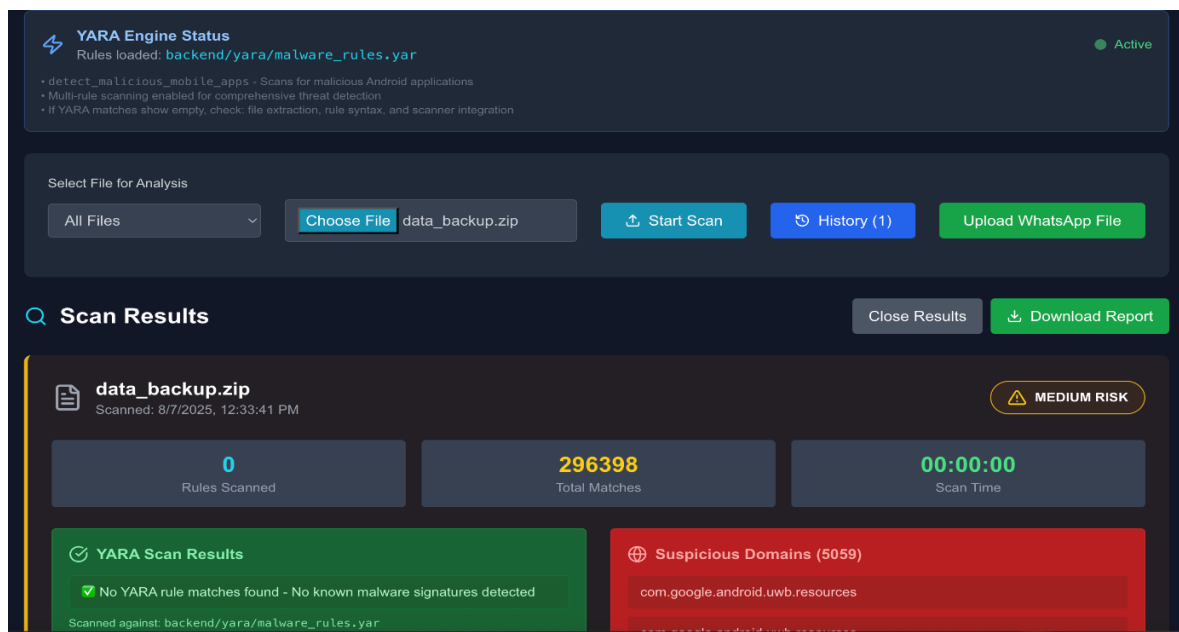 YARA Engine Status
Rules loaded: backend/yara/malware_rules.yar
Active
• detect_malicious_mobile_apps - Scans for malicious Android applications
• Multi-rule scanning enabled for comprehensive threat detection
• If YARA matches show empty, check: file extraction, rule syntax, and scanner integration
Select File for Analysis
All Files
Choose File data_backup.zip
Start Scan
History (1)
Upload WhatsApp File
Scan Results
Close Results
Download Report
data_backup.zip
Scanned: 8/7/2025, 12:33:41 PM
MEDIUM RISK
0
Rules Scanned
296398
Total Matches
00:00:00
Scan Time
YARA Scan Results
✅ No YARA rule matches found - No known malware signatures detected
Scanned against: backend/yara/malware_rules.yar
Suspicious Domains (5059)
com.google.android.uwb.resources